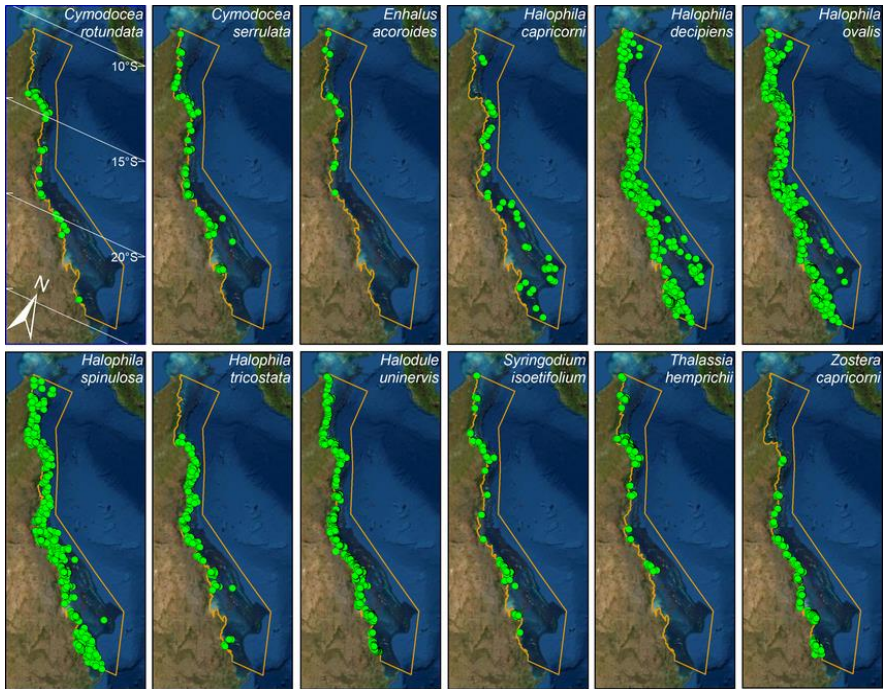 Cymodocea
rotundata
Cymodocea
serrulata
Enhalus
acoroides
Halophila
capricorni
Halophila
decipiens
Halophila
ovalis
10°S
15°S
20°S
N
Halophila
spinulosa
Halophila
tricostata
Halodule
uninervis
Syringodium
isoetifolium
Thalassia
hemprichii
Zostera
capricorni